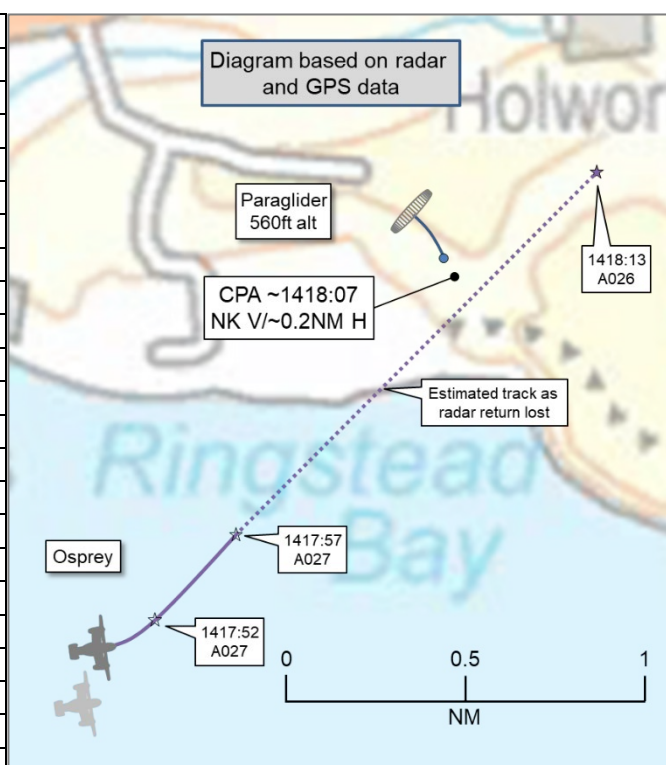 Diagram based on radar
and GPS data
Holwor
Paraglider
560ft alt
1418:13
A026
CPA ~1418:07
NK V/~0.2NM H
Estimated track as
radar return lost
Ringstead
Bay
1417:57
A027
Osprey
1417:52
A027
0 0.5 1
NM